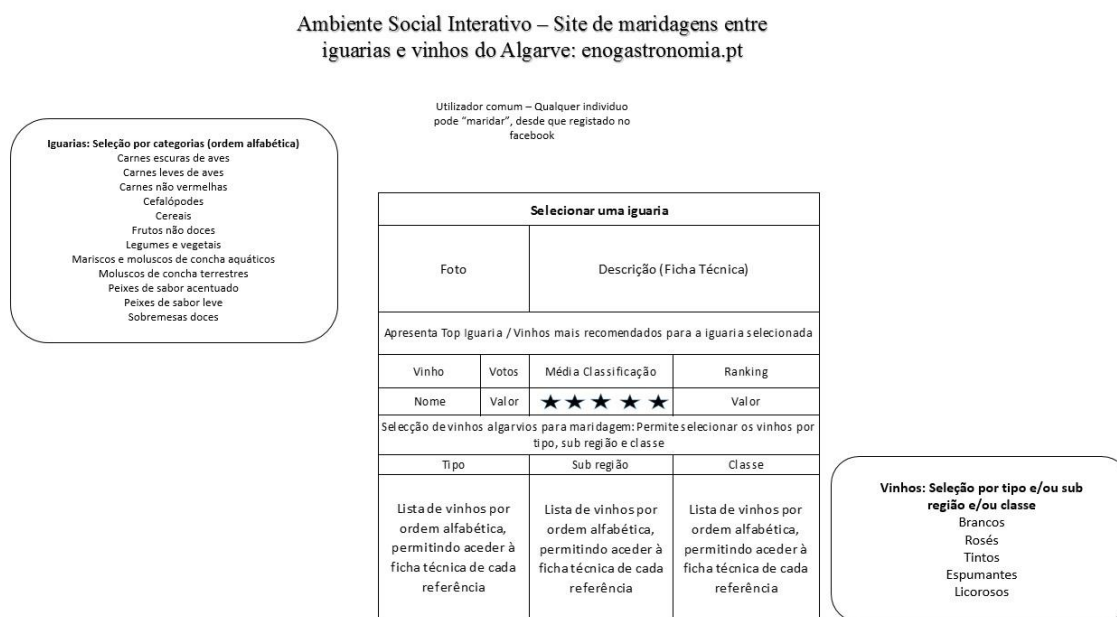 Ambiente Social Interativo – Site de maridagens entre
iguarias e vinhos do Algarve: enogastronomia.pt
Utilizador comum – Qualquer individuo
pode “maridar”, desde que registado no
facebook
Iguarias: Seleção por categorias (ordem alfabética)
Carnes escuras de aves
Carnes leves de aves
Carnes não vermelhas
Cefalópodes
Cereais
Frutos não doces
Legumes e vegetais
Mariscos e moluscos de concha aquáticos
Moluscos de concha terrestres
Peixes de sabor acentuado
Peixes de sabor leve
Sobremesas doces
Selecionar uma iguaria
Foto
Descrição (Ficha Técnica)
Apresenta Top Iguaria / Vinhos mais recomendados para a iguaria selecionada
Vinho
Votos
Média Classificação
Ranking
Nome
Valor
Valor
Selecção de vinhos algarvios para maridagem: Permite selecionar os vinhos por
tipo, sub região e classe
Tipo
Sub região
Classe
Lista de vinhos por
ordem alfabética,
permitindo aceder à
ficha técnica de cada
referência
Lista de vinhos por
ordem alfabética,
permitindo aceder à
ficha técnica de cada
referência
Lista de vinhos por
ordem alfabética,
permitindo aceder à
ficha técnica de cada
referência
Vinhos: Seleção por tipo e/ou sub
região e/ou classe
Brancos
Rosés
Tintos
Espumantes
Licorosos